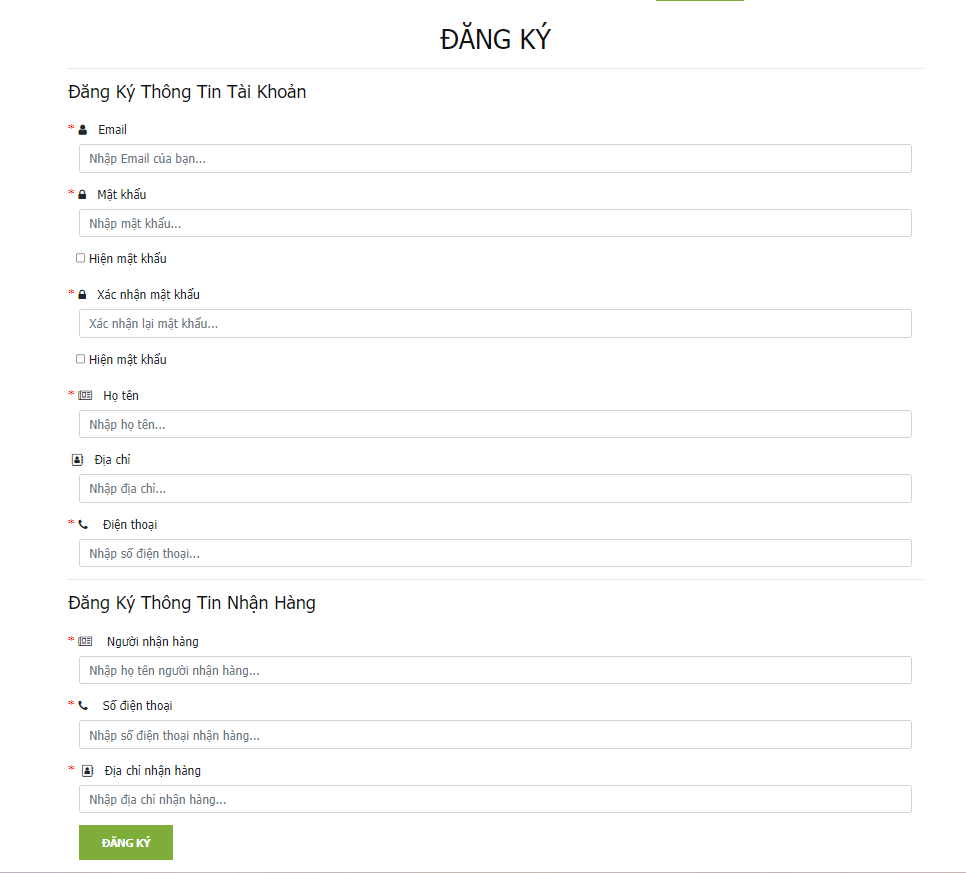 ĐĂNG KÝ
Đăng Ký Thông Tin Tài Khoản
* Email
Nhập Email của bạn...
* Mật khẩu
Nhập mật khẩu...
Hiện mật khẩu
* Xác nhận mật khẩu
Xác nhận lại mật khẩu...
Hiện mật khẩu
* Họ tên
Nhập họ tên...
Địa chỉ
Nhập địa chỉ...
* Điện thoại
Nhập số điện thoại...
Đăng Ký Thông Tin Nhận Hàng
* Người nhận hàng
Nhập họ tên người nhận hàng...
* Số điện thoại
Nhập số điện thoại nhận hàng...
* Địa chỉ nhận hàng
Nhập địa chỉ nhận hàng...
ĐĂNG KÝ